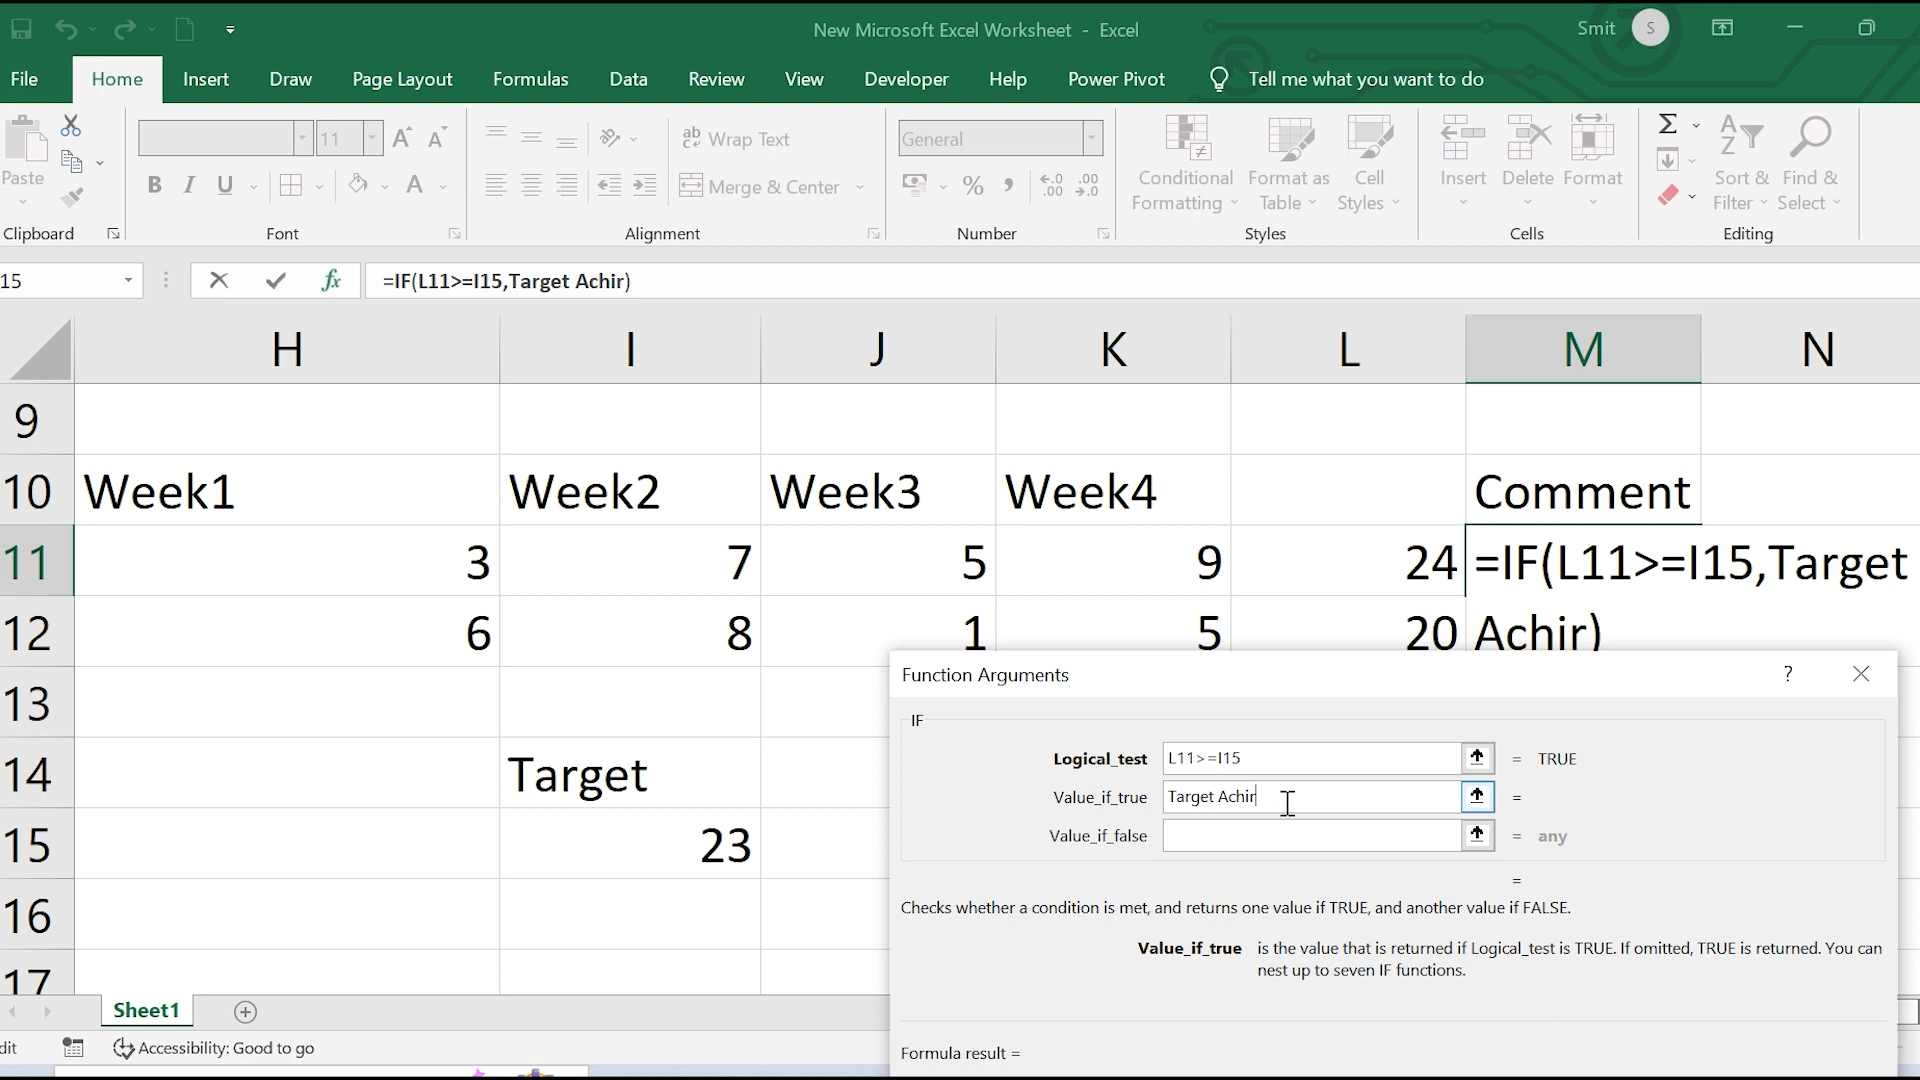 New Microsoft Excel Worksheet - Excel
Smit
S
File Home Insert Draw Page Layout Formulas Data Review View Developer Help Power Pivot Tell me what you want to do
Paste
11
B I U
Wrap Text
Merge & Center
General
% 9
Conditional
Formatting
Format as
Table
Cell
Styles
Insert
Delete
Format
Sort &
Filter
Find &
Select
Clipboard Font Alignment Number Styles Cells Editing
15 fx =IF(L11>=I15,Target Achir)
H I J K L M N
9
10 Week1 Week2 Week3 Week4 Comment
11 3 7 5 9 24 =IF(L11>=I15,Target
12 6 8 1 5 20 Achir)
13
14 Target
15 23
16
17
Function Arguments ?
IF
Logical_test L11>=I15 = TRUE
Value_if_true Target Achir =
Value_if_false = any
=
Checks whether a condition is met, and returns one value if TRUE, and another value if FALSE.
Value_if_true is the value that is returned if Logical_test is TRUE. If omitted, TRUE is returned. You can
nest up to seven IF functions.
Formula result =
Sheet1
dit Accessibility: Good to go